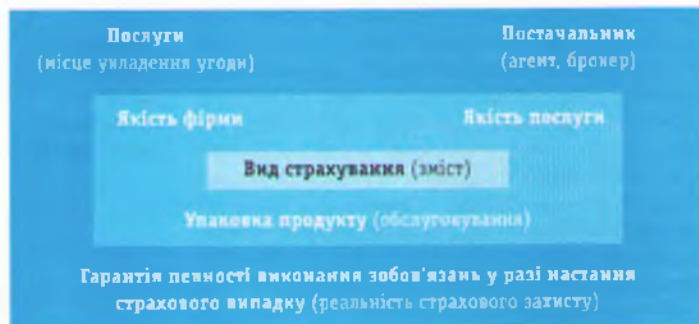 Послуги Постачальник
(місце укладення угоди) (агент, брокер)
Якість фірми Якість послуги
Вид страхування (зміст)
Упаковка продукту (обслуговування)
Гарантія певності виконання зобов'язань у разі настання
страхового випадку (реальність страхового захисту)